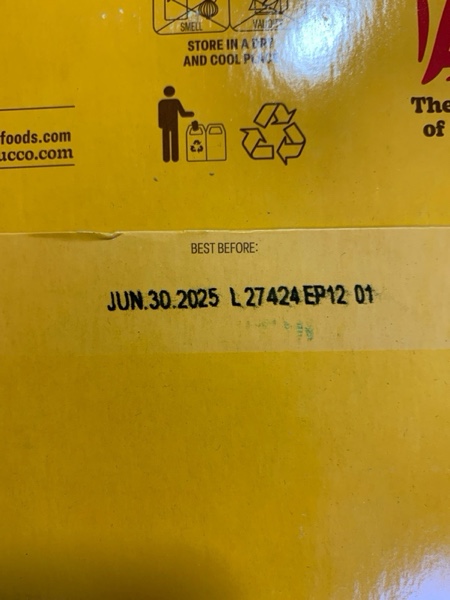 SMELL
STORE IN A DRY
AND COOL
foods.com
ucco.com
The
of
BEST BEFORE:
JUN.30.2025 L 27424 EP12 01